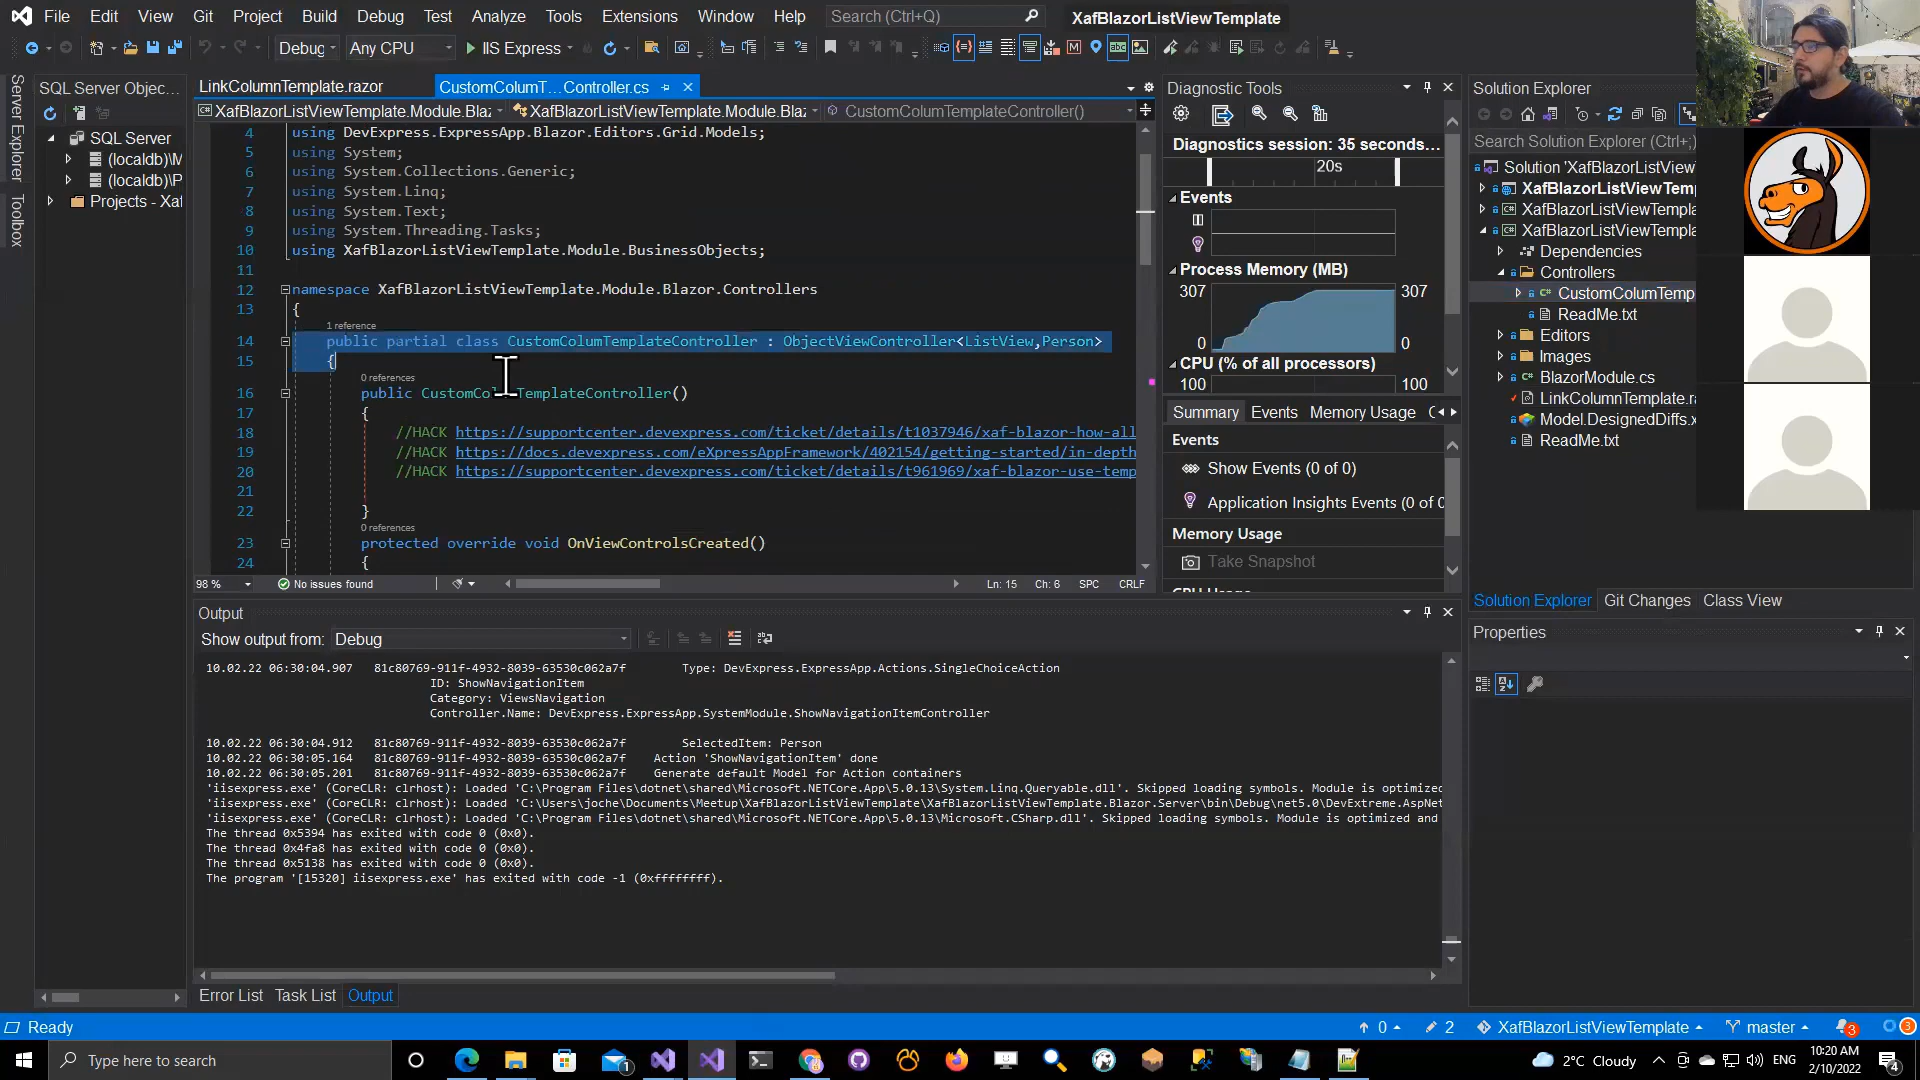 File Edit View Git Project Build Debug Test Analyze Tools Extensions Window Help Search (Ctrl+Q) XafBlazorListViewTemplate
Debug Any CPU IIS Express
Server Explorer
Toolbox
SQL Server Objec...
SQL Server
(localdb)\M
(localdb)\P
Projects - Xaf
LinkColumnTemplate.razor CustomColumT...Controller.cs
XafBlazorListViewTemplate.Module.Blaz XafBlazorListViewTemplate.Module.Blaz CustomColumTemplateController()
4 using DevExpress.ExpressApp.Blazor.Editors.Grid.Models;
5 using System;
6 using System.Collections.Generic;
7 using System.Linq;
8 using System.Text;
9 using System.Threading.Tasks;
10 using XafBlazorListViewTemplate.Module.BusinessObjects;
11
12 namespace XafBlazorListViewTemplate.Module.Blazor.Controllers
13 {
1 reference
14 public partial class CustomColumTemplateController : ObjectViewController<ListView,Person>
15 {
0 references
16 public CustomColumTemplateController()
17 {
18 //HACK https://supportcenter.devexpress.com/ticket/details/t1037946/xaf-blazor-how-all
19 //HACK https://docs.devexpress.com/eXpressAppFramework/402154/getting-started/in-depth
20 //HACK https://supportcenter.devexpress.com/ticket/details/t961969/xaf-blazor-use-temp
21
22 }
0 references
23 protected override void OnViewControlsCreated()
24 {
98 % No issues found Ln: 15 Ch: 6 SPC CRLF
Diagnostic Tools
Diagnostics session: 35 seconds...
20s
Events
Process Memory (MB)
307 307
0 0
CPU (% of all processors)
100 100
Summary Events Memory Usage C
Events
Show Events (0 of 0)
Application Insights Events (0 of 0
Memory Usage
Take Snapshot
Solution Explorer
Search Solution Explorer (Ctrl+;)
Solution 'XafBlazorListView
XafBlazorListViewTemp
XafBlazorListViewTempla
XafBlazorListViewTempla
Dependencies
Controllers
CustomColumTemp
ReadMe.txt
Editors
Images
BlazorModule.cs
LinkColumnTemplate.ra
Model.DesignedDiffs.x
ReadMe.txt
Solution Explorer Git Changes Class View
Properties
Output
Show output from: Debug
10.02.22 06:30:04.907 81c80769-911f-4932-8039-63530c062a7f Type: DevExpress.ExpressApp.Actions.SingleChoiceAction
ID: ShowNavigationItem
Category: ViewsNavigation
Controller.Name: DevExpress.ExpressApp.SystemModule.ShowNavigationItemController
10.02.22 06:30:04.912 81c80769-911f-4932-8039-63530c062a7f SelectedItem: Person
10.02.22 06:30:05.164 81c80769-911f-4932-8039-63530c062a7f Action 'ShowNavigationItem' done
10.02.22 06:30:05.201 81c80769-911f-4932-8039-63530c062a7f Generate default Model for Action containers
'iisexpress.exe' (CoreCLR: clrhost): Loaded 'C:\Program Files\dotnet\shared\Microsoft.NETCore.App\5.0.13\System.Linq.Queryable.dll'. Skipped loading symbols. Module is optimized
'iisexpress.exe' (CoreCLR: clrhost): Loaded 'C:\Users\joche\Documents\Meetup\XafBlazorListViewTemplate\XafBlazorListViewTemplate.Blazor.Server\bin\Debug\net5.0\DevExtreme.AspNet
'iisexpress.exe' (CoreCLR: clrhost): Loaded 'C:\Program Files\dotnet\shared\Microsoft.NETCore.App\5.0.13\Microsoft.CSharp.dll'. Skipped loading symbols. Module is optimized and
The thread 0x5394 has exited with code 0 (0x0).
The thread 0x4fa8 has exited with code 0 (0x0).
The thread 0x5138 has exited with code 0 (0x0).
The program '[15320] iisexpress.exe' has exited with code -1 (0xffffffff).
Error List Task List Output
Ready 0 2 XafBlazorListViewTemplate master 3 3
Type here to search 1 2°C Cloudy ENG 10:20 AM 2/10/2022 4